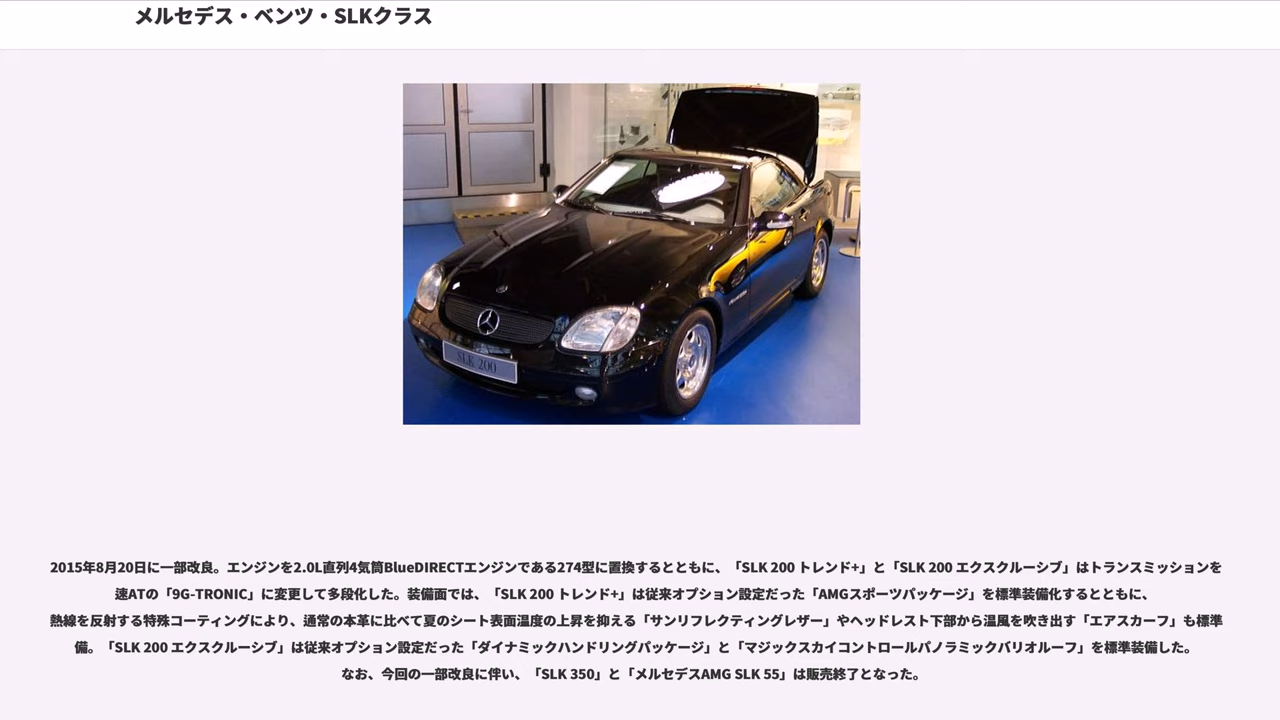 メルセデス・ベンツ・SLKクラス
SLK 200
2015年8月20日に一部改良。エンジンを2.0L直列4気筒BlueDIRECTエンジンである274型に置換するとともに、「SLK 200 トレンド+」と「SLK 200 エクスクルーシブ」はトランスミッションを
速ATの「9G-TRONIC」に変更して多段化した。装備面では、「SLK 200 トレンド+」は従来オプション設定だった「AMGスポーツパッケージ」を標準装備化するとともに、
熱線を反射する特殊コーティングにより、通常の本革に比べて夏のシート表面温度の上昇を抑える「サンリフレクティングレザー」やヘッドレスト下部から温風を吹き出す「エアスカーフ」も標準
備。「SLK 200 エクスクルーシブ」は従来オプション設定だった「ダイナミックハンドリングパッケージ」と「マジックスカイコントロールパノラミックバリオルーフ」を標準装備した。
なお、今回の一部改良に伴い、「SLK 350」と「メルセデスAMG SLK 55」は販売終了となった。